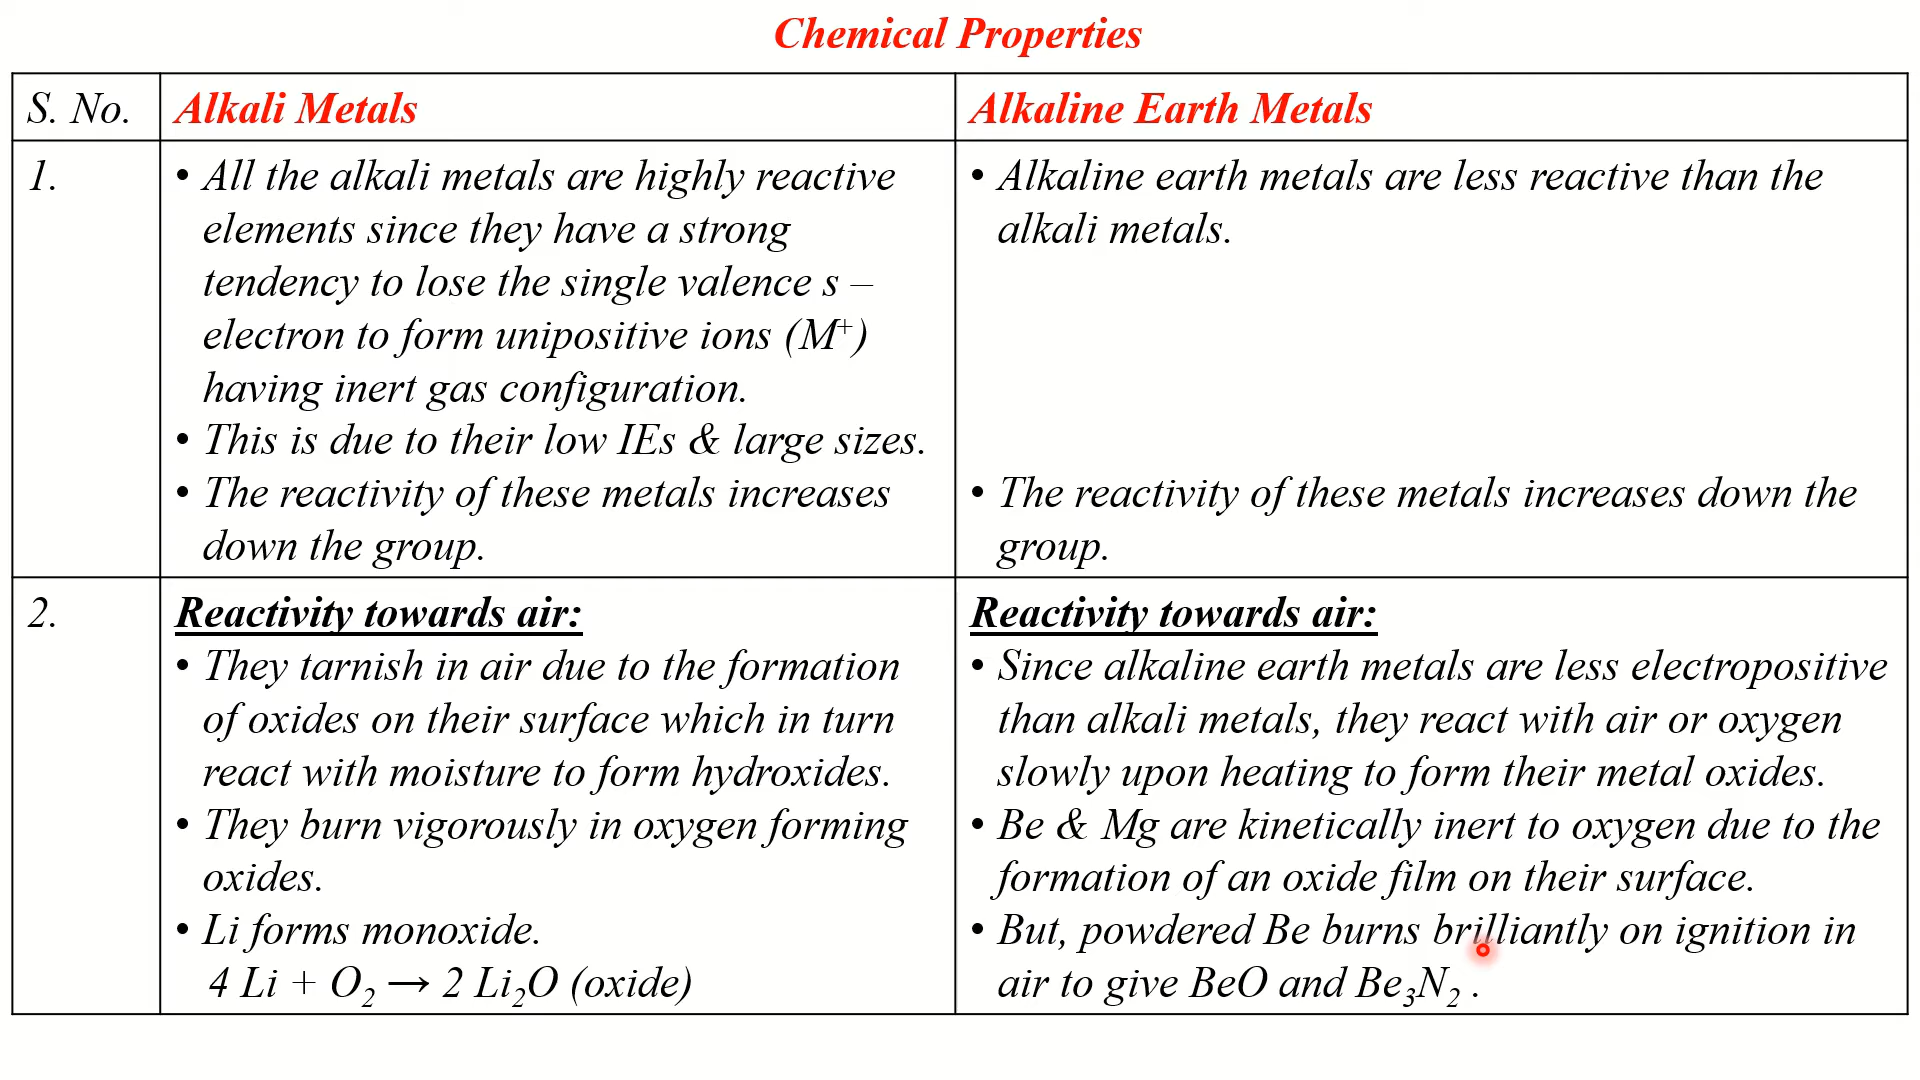 Chemical Properties
S. No.
Alkali Metals
Alkaline Earth Metals
1.
• All the alkali metals are highly reactive
elements since they have a strong
tendency to lose the single valence s –
electron to form unipositive ions (M⁺)
having inert gas configuration.
• This is due to their low IEs & large sizes.
• The reactivity of these metals increases
down the group.
• Alkaline earth metals are less reactive than the
alkali metals.
• The reactivity of these metals increases down the
group.
2.
Reactivity towards air:
• They tarnish in air due to the formation
of oxides on their surface which in turn
react with moisture to form hydroxides.
• They burn vigorously in oxygen forming
oxides.
• Li forms monoxide.
4 Li + O₂ → 2 Li₂O (oxide)
Reactivity towards air:
• Since alkaline earth metals are less electropositive
than alkali metals, they react with air or oxygen
slowly upon heating to form their metal oxides.
• Be & Mg are kinetically inert to oxygen due to the
formation of an oxide film on their surface.
• But, powdered Be burns brilliantly on ignition in
air to give BeO and Be₃N₂ .